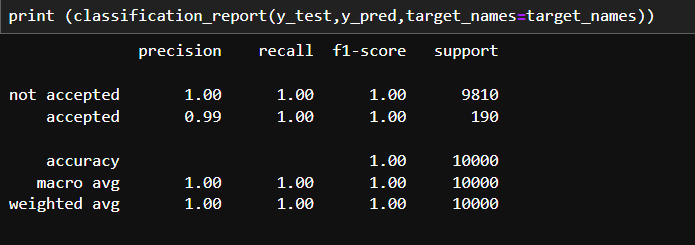 print (classification_report(y_test,y_pred,target_names=target_names))
precision recall f1-score support
not accepted 1.00 1.00 1.00 9810
accepted 0.99 1.00 1.00 190
accuracy 1.00 10000
macro avg 1.00 1.00 1.00 10000
weighted avg 1.00 1.00 1.00 10000